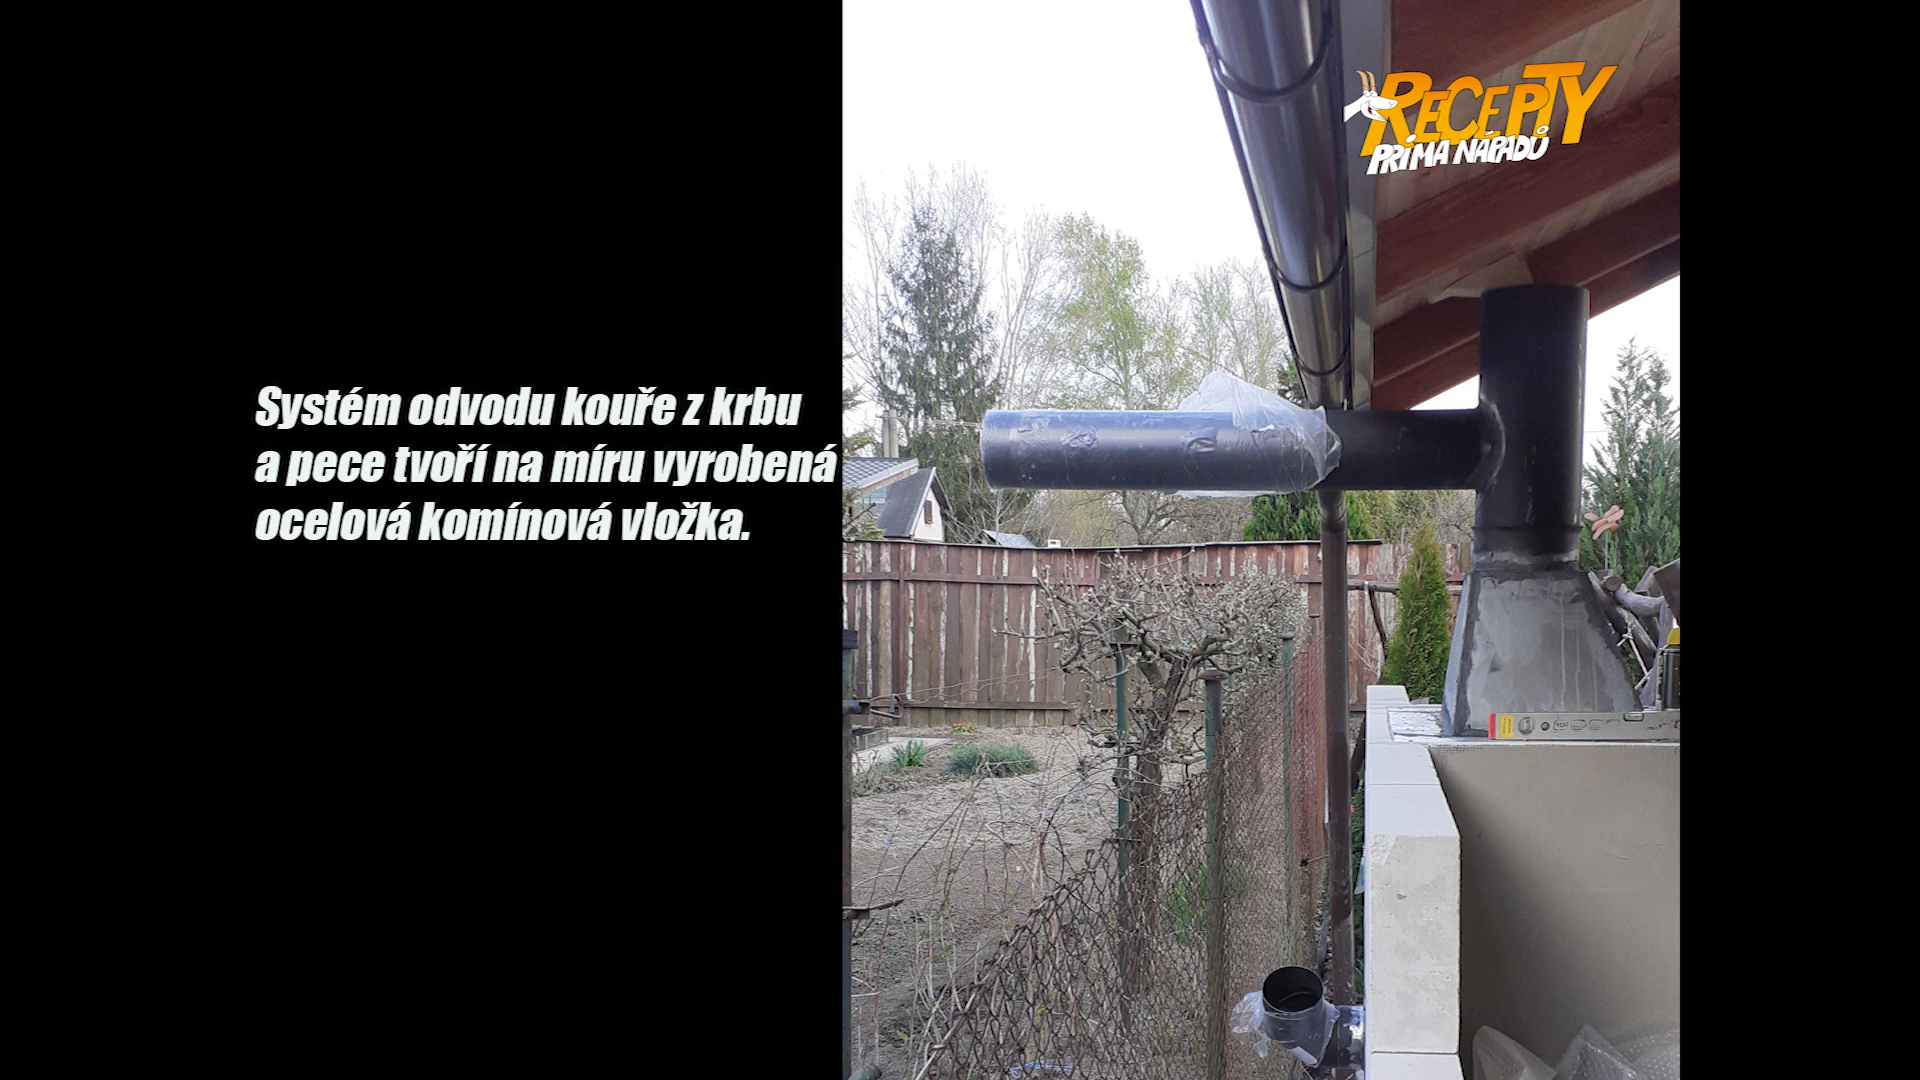 RECEPTY
PRIMA NÁPADŮ
Systém odvodu kouře z krbu
a pece tvoří na míru vyrobená
ocelová komínová vložka.